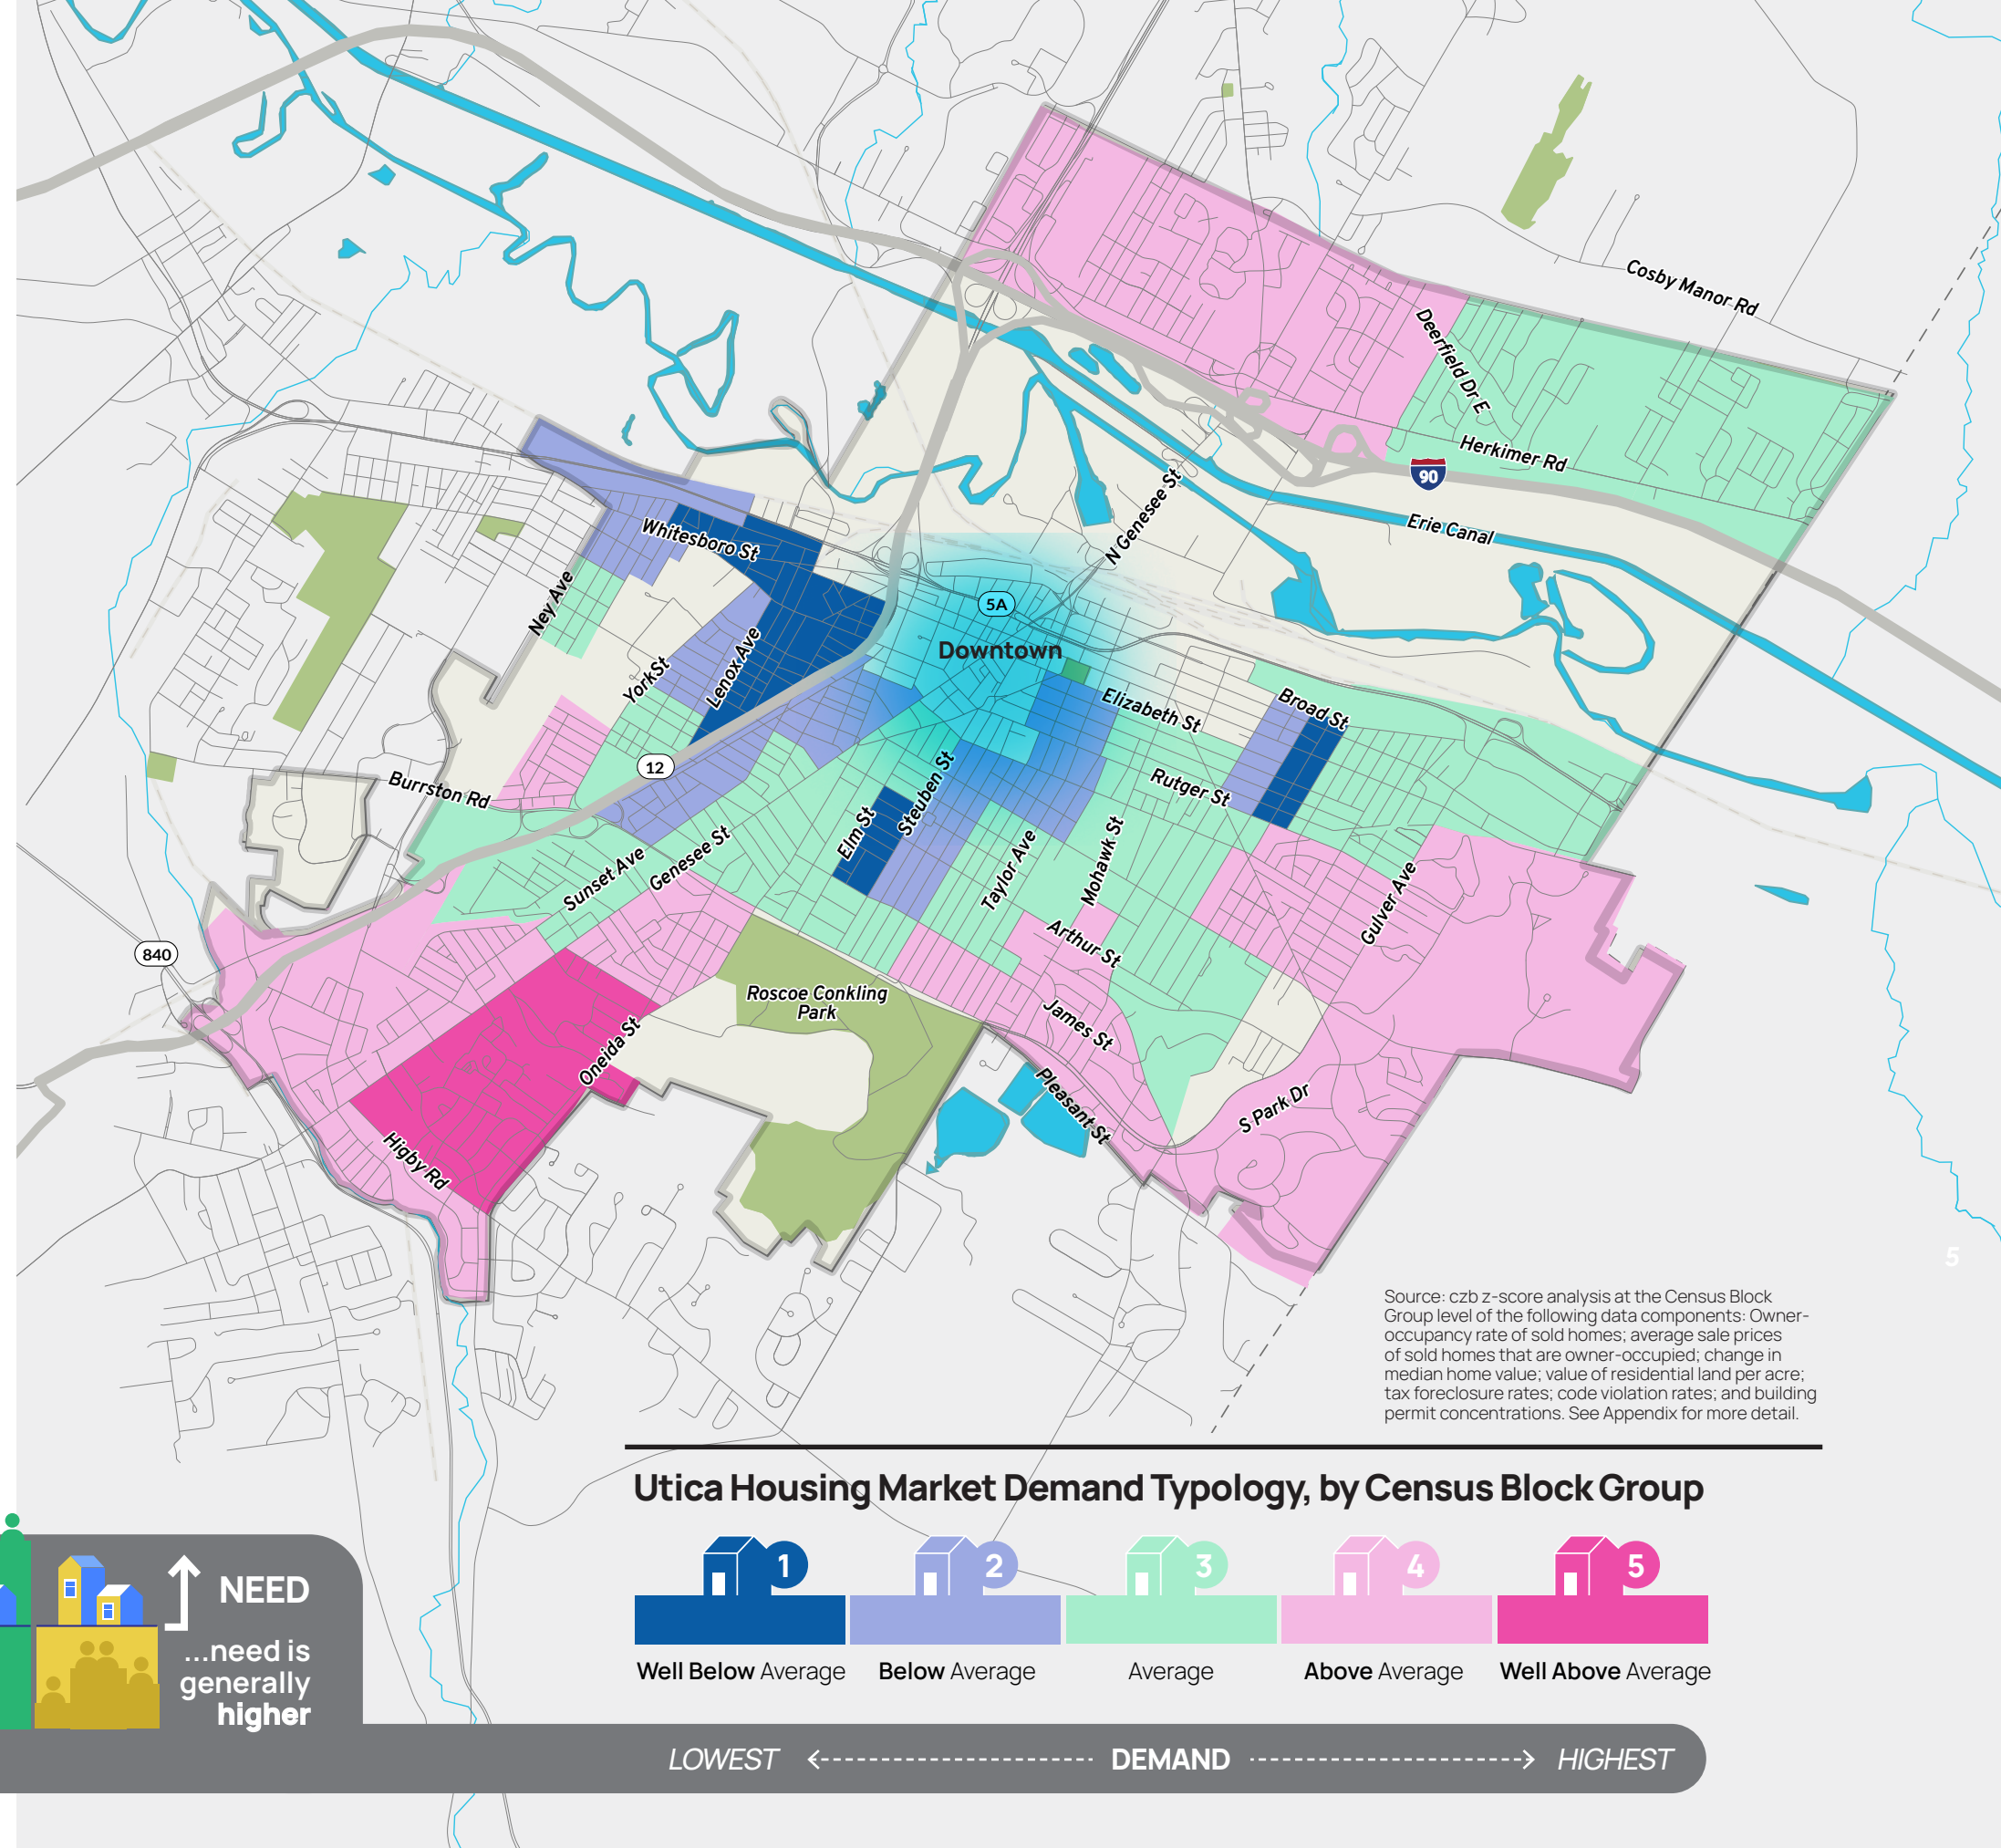 Cosby Manor Rd
Deerfield Dr E
Herkimer Rd
90
Erie Canal
N Genesee St
Whitesboro St
Ney Ave
5A
Downtown
York St
Lenox Ave
Elizabeth St
Broad St
12
Burrston Rd
Rutger St
Steuben St
Elm St
Genesee St
Sunset Ave
Taylor Ave
Mohawk St
Gulver Ave
Arthur St
840
Roscoe Conkling
Park
James St
Oneida St
Pleasant St
S Park Dr
Higby Rd
5
Source: czb z-score analysis at the Census Block
Group level of the following data components: Owner-
occupancy rate of sold homes; average sale prices
of sold homes that are owner-occupied; change in
median home value; value of residential land per acre;
tax foreclosure rates; code violation rates; and building
permit concentrations. See Appendix for more detail.
Utica Housing Market Demand Typology, by Census Block Group
1 2 3 4 5
Well Below Average Below Average Average Above Average Well Above Average
NEED
...need is
generally
higher
LOWEST DEMAND HIGHEST